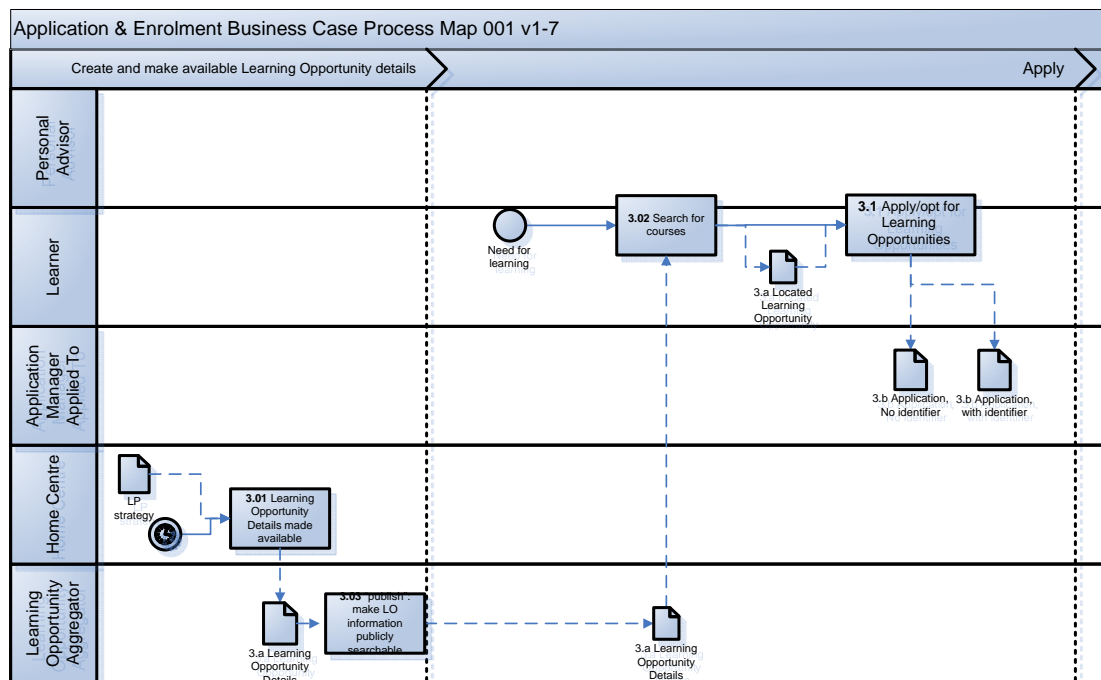 Application & Enrolment Business Case Process Map 001 v1-7
Create and make available Learning Opportunity details
Apply
Personal
Advisor
3.02 Search for
courses
3.1 Apply/opt for
Learning
Opportunities
Learner
Need for
learning
3.a Located
Learning
Opportunity
Application
Manager
Applied To
3.b Application,
No identifier
3.b Application,
with identifier
Home Centre
LP
strategy
3.01 Learning
Opportunity
Details made
available
Learning
Opportunity
Aggregator
3.a Learning
Opportunity
Details
3.03 "publish":
make LO
information
publicly
searchable
3.a Learning
Opportunity
Details